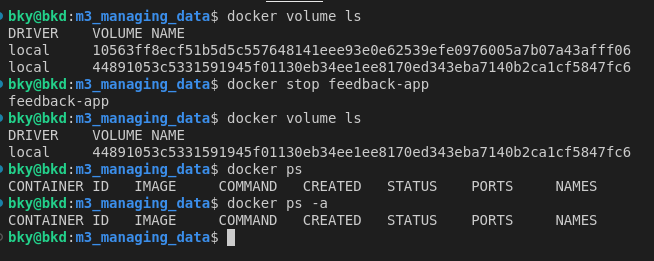 bky@bkd:m3_managing_data$ docker volume ls
DRIVER    VOLUME NAME
local     10563ff8ecf51b5d5c557648141eee93e0e62539efe0976005a7b07a43afff06
local     44891053c5331591945f01130eb34ee1ee8170ed343eba7140b2ca1cf5847fc6
bky@bkd:m3_managing_data$ docker stop feedback-app
feedback-app
bky@bkd:m3_managing_data$ docker volume ls
DRIVER    VOLUME NAME
local     44891053c5331591945f01130eb34ee1ee8170ed343eba7140b2ca1cf5847fc6
bky@bkd:m3_managing_data$ docker ps
CONTAINER ID   IMAGE     COMMAND   CREATED   STATUS    PORTS     NAMES
bky@bkd:m3_managing_data$ docker ps -a
CONTAINER ID   IMAGE     COMMAND   CREATED   STATUS    PORTS     NAMES
bky@bkd:m3_managing_data$